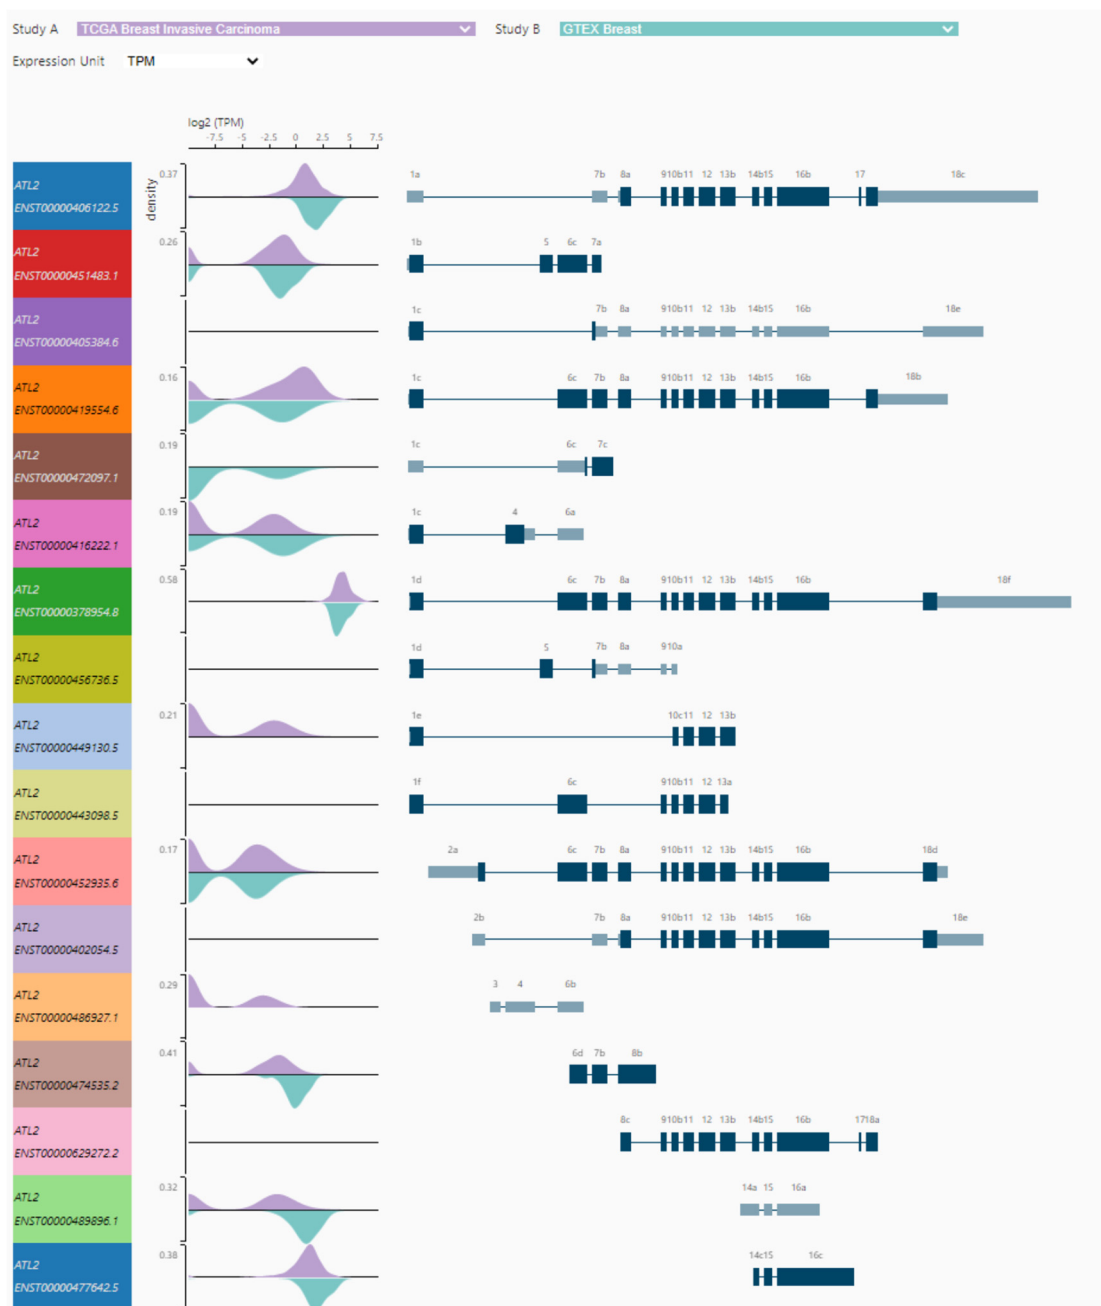 Study A TCGA Breast Invasive Carcinoma Study B GTEX Breast
Expression Unit TPM
log2 (TPM)
-7.5 -5 -2.5 0 2.5 5 7.5
density
ATL2 0.37 1a 7b 8a 910b11 12 13b 14b15 16b 17 18c
ENST00000406122.5
ATL2 0.26 1b 5 6c 7a
ENST00000451483.1
ATL2 1c 7b 8a 910b11 12 13b 14b15 16b 18e
ENST00000405384.6
ATL2 0.16 1c 6c 7b 8a 910b11 12 13b 14b15 16b 18b
ENST00000419554.6
ATL2 0.19 1c 6c 7c
ENST00000472097.1
ATL2 0.19 1c 4 6a
ENST00000416222.1
ATL2 0.58 1d 6c 7b 8a 910b11 12 13b 14b15 16b 18f
ENST00000378954.8
ATL2 1d 5 7b 8a 910a
ENST00000456736.5
ATL2 0.21 1e 10c11 12 13b
ENST00000449130.5
ATL2 1f 6c 910b11 12 13a
ENST00000443098.5
ATL2 0.17 2a 6c 7b 8a 910b11 12 13b 14b15 16b 18d
ENST00000452935.6
ATL2 2b 7b 8a 910b11 12 13b 14b15 16b 18e
ENST00000402054.5
ATL2 0.29 3 4 6b
ENST00000486927.1
ATL2 0.41 6d 7b 8b
ENST00000474535.2
ATL2 8c 910b11 12 13b 14b15 16b 1718a
ENST00000629272.2
ATL2 0.32 14a 15 16a
ENST00000489896.1
ATL2 0.38 14c15 16c
ENST00000477642.5